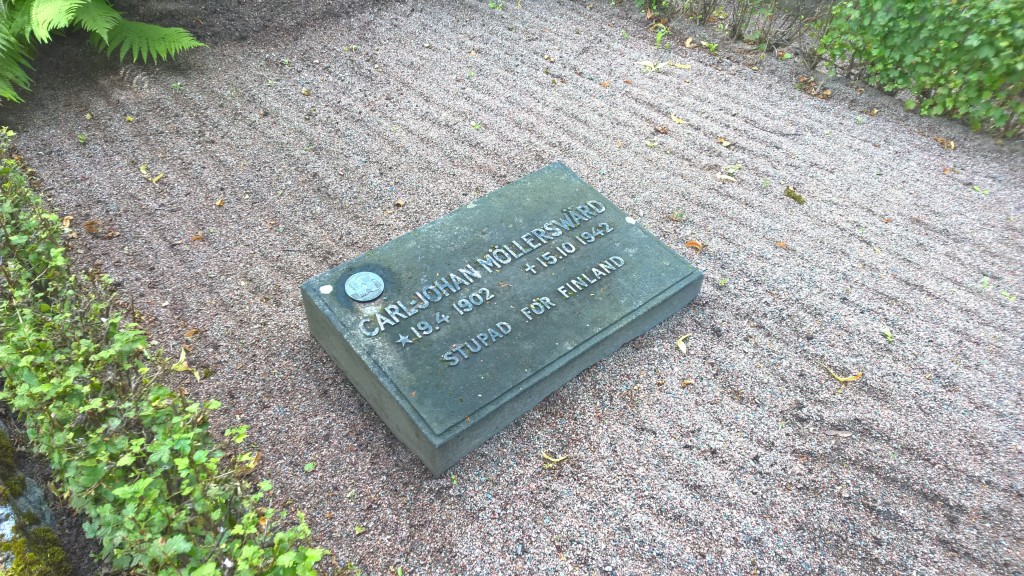 CARL-JOHAN MÖLLERSWÄRD
★19.4 1902 ✝15.10 1942
STUPAD FÖR FINLAND